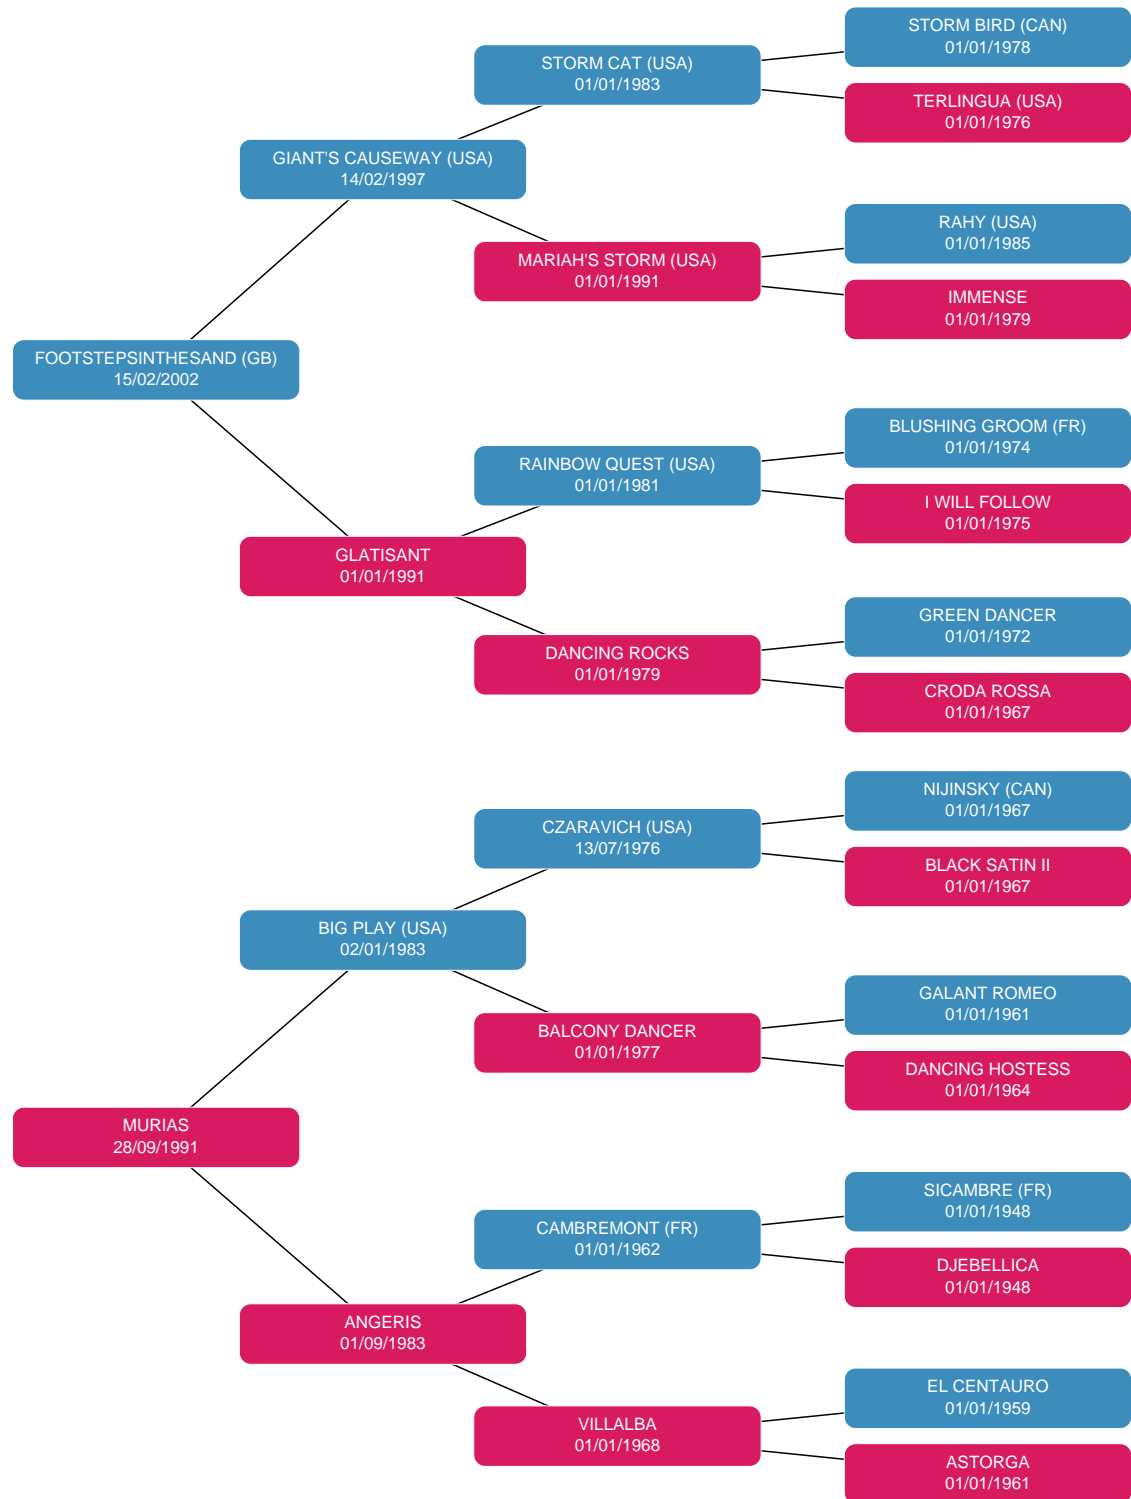 STORM BIRD (CAN)
01/01/1978
STORM CAT (USA)
01/01/1983
TERLINGUA (USA)
01/01/1976
GIANT'S CAUSEWAY (USA)
14/02/1997
RAHY (USA)
01/01/1985
MARIAH'S STORM (USA)
01/01/1991
IMMENSE
01/01/1979
FOOTSTEPSINTHESAND (GB)
15/02/2002
BLUSHING GROOM (FR)
01/01/1974
RAINBOW QUEST (USA)
01/01/1981
I WILL FOLLOW
01/01/1975
GLATISANT
01/01/1991
GREEN DANCER
01/01/1972
DANCING ROCKS
01/01/1979
CRODA ROSSA
01/01/1967
NIJINSKY (CAN)
01/01/1967
CZARAVICH (USA)
13/07/1976
BLACK SATIN II
01/01/1967
BIG PLAY (USA)
02/01/1983
GALANT ROMEO
01/01/1961
BALCONY DANCER
01/01/1977
DANCING HOSTESS
01/01/1964
MURIAS
28/09/1991
SICAMBRE (FR)
01/01/1948
CAMBREMONT (FR)
01/01/1962
DJEBELLICA
01/01/1948
ANGERIS
01/09/1983
EL CENTAURO
01/01/1959
VILLALBA
01/01/1968
ASTORGA
01/01/1961